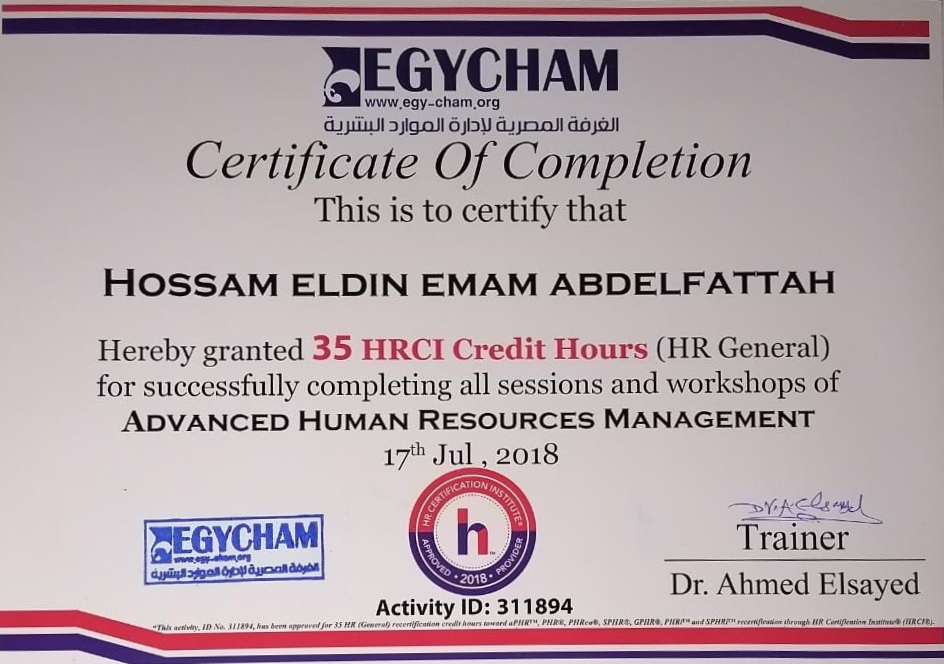 EGYCHAM
www.egy-cham.org
الغرفة المصرية لإدارة الموارد البشرية
Certificate Of Completion
This is to certify that
HOSSAM ELDIN EMAM ABDELFATTAH
Hereby granted 35 HRCI Credit Hours (HR General)
for successfully completing all sessions and workshops of
ADVANCED HUMAN RESOURCES MANAGEMENT
17th Jul , 2018
HR CERTIFICATION INSTITUTE®
h™
APPROVED • 2018 • PROVIDER
EGYCHAM
www.egy-cham.org
الغرفة المصرية لإدارة الموارد البشرية
Dr. A. Elsayed
Trainer
Dr. Ahmed Elsayed
Activity ID: 311894
"This activity, ID No. 311894, has been approved for 35 HR (General) recertification credit hours toward aPHR™, PHR®, PHRca®, SPHR®, GPHR®, PHRi™ and SPHRi™ recertification through HR Certification Institute® (HRCI®).